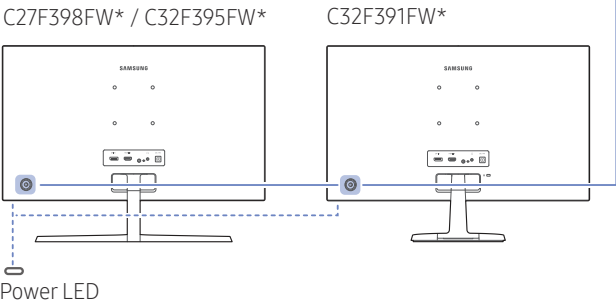 C27F398FW* / C32F395FW*
C32F391FW*
SAMSUNG
SAMSUNG
Power LED